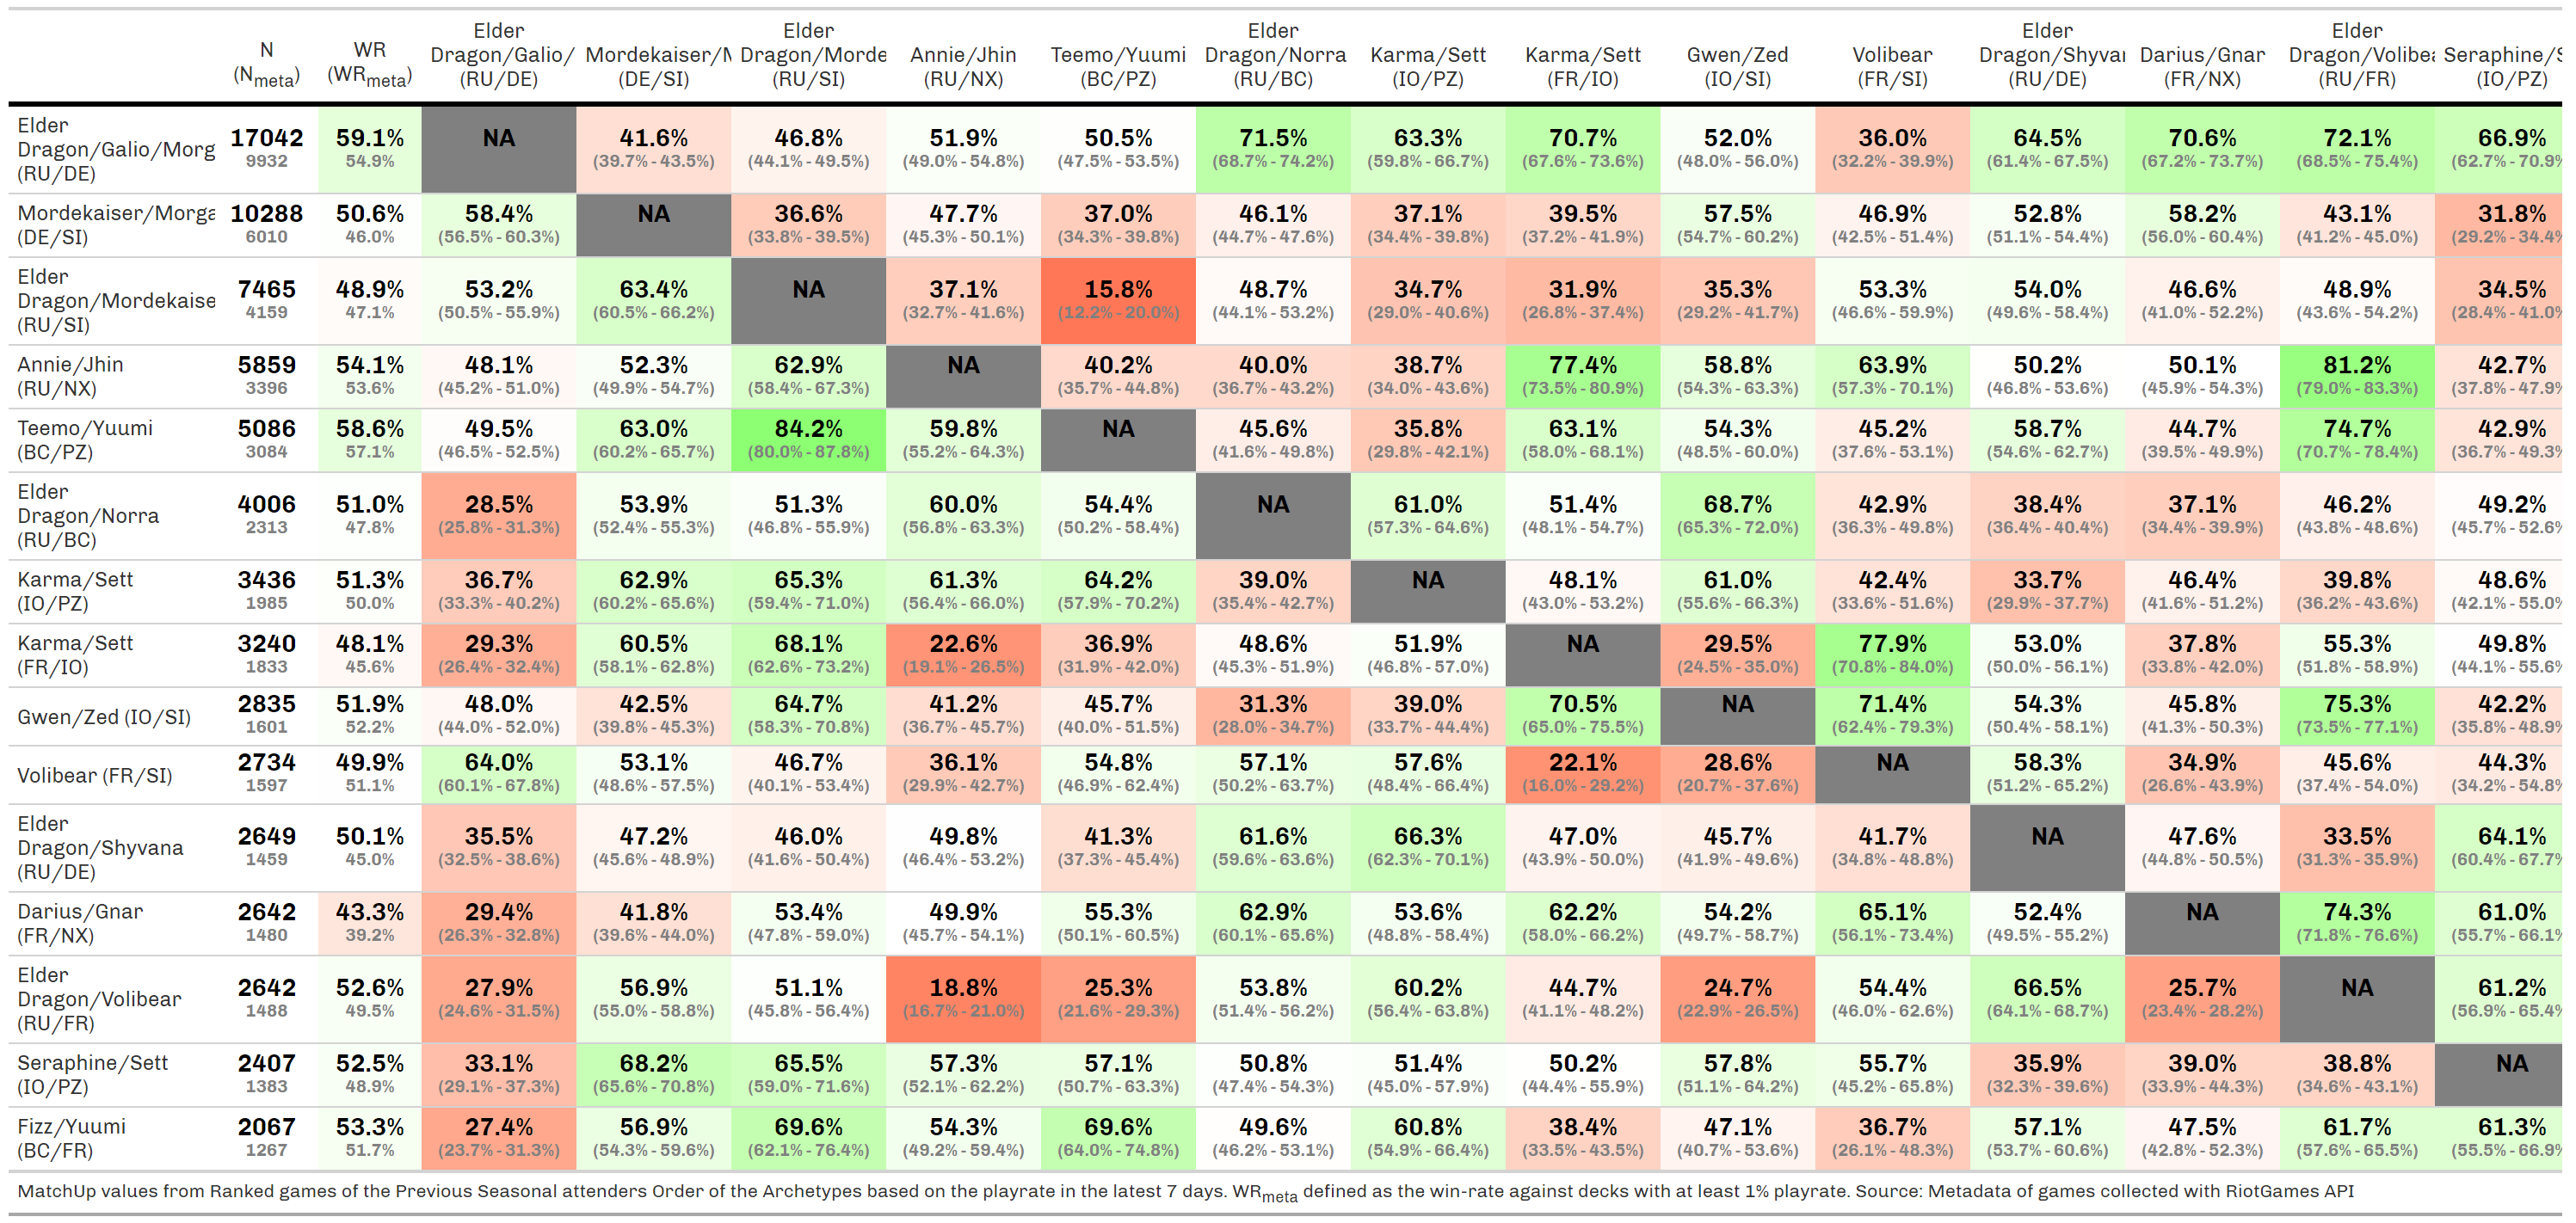 N (Nmeta) WR (WRmeta) Elder Dragon/Galio/ (RU/DE) Mordekaiser/M (DE/SI) Elder Dragon/Morde (RU/SI) Annie/Jhin (RU/NX) Teemo/Yuumi (BC/PZ) Elder Dragon/Norra (RU/BC) Karma/Sett (IO/PZ) Karma/Sett (FR/IO) Gwen/Zed (IO/SI) Volibear (FR/SI) Elder Dragon/Shyvar (RU/DE) Darius/Gnar (FR/NX) Elder Dragon/Volibea (RU/FR) Seraphine/S (IO/PZ)
Elder Dragon/Galio/Morg (RU/DE) 17042 59.1% NA 41.6% 46.8% 51.9% 50.5% 71.5% 63.3% 70.7% 52.0% 36.0% 64.5% 70.6% 72.1% 66.9%
9932 54.9% (39.7% - 43.5%) (44.1% - 49.5%) (49.0% - 54.8%) (47.5% - 53.5%) (68.7% - 74.2%) (59.8% - 66.7%) (67.6% - 73.6%) (48.0% - 56.0%) (32.2% - 39.9%) (61.4% - 67.5%) (67.2% - 73.7%) (68.5% - 75.4%) (62.7% - 70.9%
Mordekaiser/Morga (DE/SI) 10288 50.6% 58.4% NA 36.6% 47.7% 37.0% 46.1% 37.1% 39.5% 57.5% 46.9% 52.8% 58.2% 43.1% 31.8%
6010 46.0% (56.5% - 60.3%) (33.8% - 39.5%) (45.3% - 50.1%) (34.3% - 39.8%) (44.7% - 47.6%) (34.4% - 39.8%) (37.2% - 41.9%) (54.7% - 60.2%) (42.5% - 51.4%) (51.1% - 54.4%) (56.0% - 60.4%) (41.2% - 45.0%) (29.2% - 34.4%
Elder Dragon/Mordekaise (RU/SI) 7465 48.9% 53.2% 63.4% NA 37.1% 15.8% 48.7% 34.7% 31.9% 35.3% 53.3% 54.0% 46.6% 48.9% 34.5%
4159 47.1% (50.5% - 55.9%) (60.5% - 66.2%) (32.7% - 41.6%) (12.2% - 20.0%) (44.1% - 53.2%) (29.0% - 40.6%) (26.8% - 37.4%) (29.2% - 41.7%) (46.6% - 59.9%) (49.6% - 58.4%) (41.0% - 52.2%) (43.6% - 54.2%) (28.4% - 41.0%
Annie/Jhin (RU/NX) 5859 54.1% 48.1% 52.3% 62.9% NA 40.2% 40.0% 38.7% 77.4% 58.8% 63.9% 50.2% 50.1% 81.2% 42.7%
3396 53.6% (45.2% - 51.0%) (49.9% - 54.7%) (58.4% - 67.3%) (35.7% - 44.8%) (36.7% - 43.2%) (34.0% - 43.6%) (73.5% - 80.9%) (54.3% - 63.3%) (57.3% - 70.1%) (46.8% - 53.6%) (45.9% - 54.3%) (79.0% - 83.3%) (37.8% - 47.9%
Teemo/Yuumi (BC/PZ) 5086 58.6% 49.5% 63.0% 84.2% 59.8% NA 45.6% 35.8% 63.1% 54.3% 45.2% 58.7% 44.7% 74.7% 42.9%
3084 57.1% (46.5% - 52.5%) (60.2% - 65.7%) (80.0% - 87.8%) (55.2% - 64.3%) (41.6% - 49.8%) (29.8% - 42.1%) (58.0% - 68.1%) (48.5% - 60.0%) (37.6% - 53.1%) (54.6% - 62.7%) (39.5% - 49.9%) (70.7% - 78.4%) (36.7% - 49.3%
Elder Dragon/Norra (RU/BC) 4006 51.0% 28.5% 53.9% 51.3% 60.0% 54.4% NA 61.0% 51.4% 68.7% 42.9% 38.4% 37.1% 46.2% 49.2%
2313 47.8% (25.8% - 31.3%) (52.4% - 55.3%) (46.8% - 55.9%) (56.8% - 63.3%) (50.2% - 58.4%) (57.3% - 64.6%) (48.1% - 54.7%) (65.3% - 72.0%) (36.3% - 49.8%) (36.4% - 40.4%) (34.4% - 39.9%) (43.8% - 48.6%) (45.7% - 52.6%
Karma/Sett (IO/PZ) 3436 51.3% 36.7% 62.9% 65.3% 61.3% 64.2% 39.0% NA 48.1% 61.0% 42.4% 33.7% 46.4% 39.8% 48.6%
1985 50.0% (33.3% - 40.2%) (60.2% - 65.6%) (59.4% - 71.0%) (56.4% - 66.0%) (57.9% - 70.2%) (35.4% - 42.7%) (43.0% - 53.2%) (55.6% - 66.3%) (33.6% - 51.6%) (29.9% - 37.7%) (41.6% - 51.2%) (36.2% - 43.6%) (42.1% - 55.0%
Karma/Sett (FR/IO) 3240 48.1% 29.3% 60.5% 68.1% 22.6% 36.9% 48.6% 51.9% NA 29.5% 77.9% 53.0% 37.8% 55.3% 49.8%
1833 45.6% (26.4% - 32.4%) (58.1% - 62.8%) (62.6% - 73.2%) (19.1% - 26.5%) (31.9% - 42.0%) (45.3% - 51.9%) (46.8% - 57.0%) (24.5% - 35.0%) (70.8% - 84.0%) (50.0% - 56.1%) (33.8% - 42.0%) (51.8% - 58.9%) (44.1% - 55.6%
Gwen/Zed (IO/SI) 2835 51.9% 48.0% 42.5% 64.7% 41.2% 45.7% 31.3% 39.0% 70.5% NA 71.4% 54.3% 45.8% 75.3% 42.2%
1601 52.2% (44.0% - 52.0%) (39.8% - 45.3%) (58.3% - 70.8%) (36.7% - 45.7%) (40.0% - 51.5%) (28.0% - 34.7%) (33.7% - 44.4%) (65.0% - 75.5%) (62.4% - 79.3%) (50.4% - 58.1%) (41.3% - 50.3%) (73.5% - 77.1%) (35.8% - 48.9%
Volibear (FR/SI) 2734 49.9% 64.0% 53.1% 46.7% 36.1% 54.8% 57.1% 57.6% 22.1% 28.6% NA 58.3% 34.9% 45.6% 44.3%
1597 51.1% (60.1% - 67.8%) (48.6% - 57.5%) (40.1% - 53.4%) (29.9% - 42.7%) (46.9% - 62.4%) (50.2% - 63.7%) (48.4% - 66.4%) (16.0% - 29.2%) (20.7% - 37.6%) (51.2% - 65.2%) (26.6% - 43.9%) (37.4% - 54.0%) (34.2% - 54.8%
Elder Dragon/Shyvana (RU/DE) 2649 50.1% 35.5% 47.2% 46.0% 49.8% 41.3% 61.6% 66.3% 47.0% 45.7% 41.7% NA 47.6% 33.5% 64.1%
1459 45.0% (32.5% - 38.6%) (45.6% - 48.9%) (41.6% - 50.4%) (46.4% - 53.2%) (37.3% - 45.4%) (59.6% - 63.6%) (62.3% - 70.1%) (43.9% - 50.0%) (41.9% - 49.6%) (34.8% - 48.8%) (44.8% - 50.5%) (31.3% - 35.9%) (60.4% - 67.7%
Darius/Gnar (FR/NX) 2642 43.3% 29.4% 41.8% 53.4% 49.9% 55.3% 62.9% 53.6% 62.2% 54.2% 65.1% 52.4% NA 74.3% 61.0%
1480 39.2% (26.3% - 32.8%) (39.6% - 44.0%) (47.8% - 59.0%) (45.7% - 54.1%) (50.1% - 60.5%) (60.1% - 65.6%) (48.8% - 58.4%) (58.0% - 66.2%) (49.7% - 58.7%) (56.1% - 73.4%) (49.5% - 55.2%) (71.8% - 76.6%) (55.7% - 66.1%
Elder Dragon/Volibear (RU/FR) 2642 52.6% 27.9% 56.9% 51.1% 18.8% 25.3% 53.8% 60.2% 44.7% 24.7% 54.4% 66.5% 25.7% NA 61.2%
1488 49.5% (24.6% - 31.5%) (55.0% - 58.8%) (45.8% - 56.4%) (16.7% - 21.0%) (21.6% - 29.3%) (51.4% - 56.2%) (56.4% - 63.8%) (41.1% - 48.2%) (22.9% - 26.5%) (46.0% - 62.6%) (64.1% - 68.7%) (23.4% - 28.2%) (56.9% - 65.4%
Seraphine/Sett (IO/PZ) 2407 52.5% 33.1% 68.2% 65.5% 57.3% 57.1% 50.8% 51.4% 50.2% 57.8% 55.7% 35.9% 39.0% 38.8% NA
1383 48.9% (29.1% - 37.3%) (65.6% - 70.8%) (59.0% - 71.6%) (52.1% - 62.2%) (50.7% - 63.3%) (47.4% - 54.3%) (45.0% - 57.9%) (44.4% - 55.9%) (51.1% - 64.2%) (45.2% - 65.8%) (32.3% - 39.6%) (33.9% - 44.3%) (34.6% - 43.1%)
Fizz/Yuumi (BC/FR) 2067 53.3% 27.4% 56.9% 69.6% 54.3% 69.6% 49.6% 60.8% 38.4% 47.1% 36.7% 57.1% 47.5% 61.7% 61.3%
1267 51.7% (23.7% - 31.3%) (54.3% - 59.6%) (62.1% - 76.4%) (49.2% - 59.4%) (64.0% - 74.8%) (46.2% - 53.1%) (54.9% - 66.4%) (33.5% - 43.5%) (40.7% - 53.6%) (26.1% - 48.3%) (53.7% - 60.6%) (42.8% - 52.3%) (57.6% - 65.5%) (55.5% - 66.9%
MatchUp values from Ranked games of the Previous Seasonal attenders Order of the Archetypes based on the playrate in the latest 7 days. WRmeta defined as the win-rate against decks with at least 1% playrate. Source: Metadata of games collected with RiotGames API